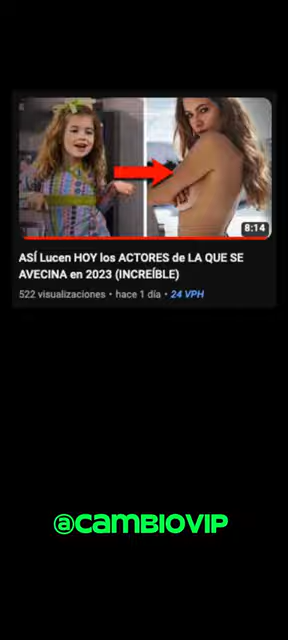 8:14
ASÍ Lucen HOY los ACTORES de LA QUE SE
AVECINA en 2023 (INCREÍBLE)
522 visualizaciones • hace 1 día • 24 VPH
@CAMBIOVIP